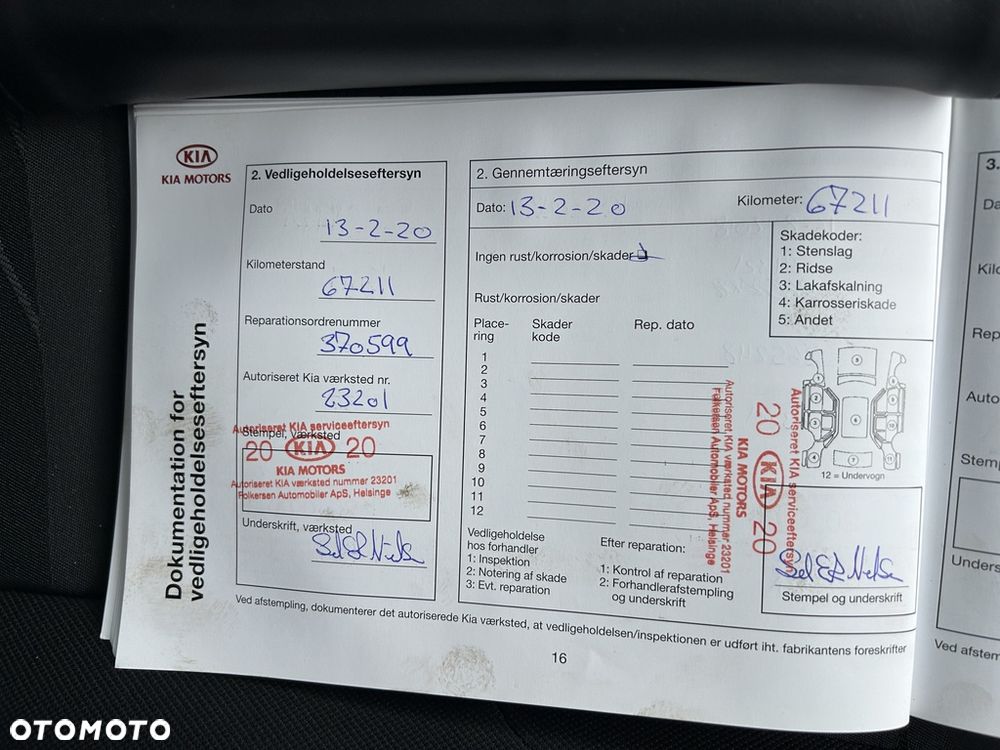 KIA
KIA MOTORS
Dokumentation for
vedligeholdelseseftersyn
2. Vedligeholdelseseftersyn
Dato
13-2-20
Kilometerstand
67211
Reparationsordrenummer
370599
Autoriseret Kia værksted nr.
23201
Stempel, værksted
Autoriseret KIA serviceeftersyn
20 KIA 20
KIA MOTORS
Autoriseret KIA værksted nummer 23201
Folkersen Automobiler ApS, Helsinge
Underskrift, værksted
2. Gennemtæringseftersyn
Dato: 13-2-20
Kilometer: 67211
Ingen rust/korrosion/skader
Rust/korrosion/skader
Place-
ring
Skader
kode
Rep. dato
1
2
3
4
5
6
7
8
9
10
11
12
Skadekoder:
1: Stenslag
2: Ridse
3: Lakafskalning
4: Karrosseriskade
5: Andet
12 = Undervogn
Autoriseret KIA serviceeftersyn
20 KIA 20
KIA MOTORS
Autoriseret KIA værksted nummer 23201
Folkersen Automobiler ApS, Helsinge
Vedligeholdelse
hos forhandler
1: Inspektion
2: Notering af skade
3: Evt. reparation
Efter reparation:
1: Kontrol af reparation
2: Forhandlerafstempling
og underskrift
Stempel og underskrift
Ved afstempling, dokumenterer det autoriserede Kia værksted, at vedligeholdelsen/inspektionen er udført iht. fabrikantens foreskrifter
16
3.
Da
Kilo
Rep
Auto
Stemp
Unders
Ved afstem
OTOMOTO